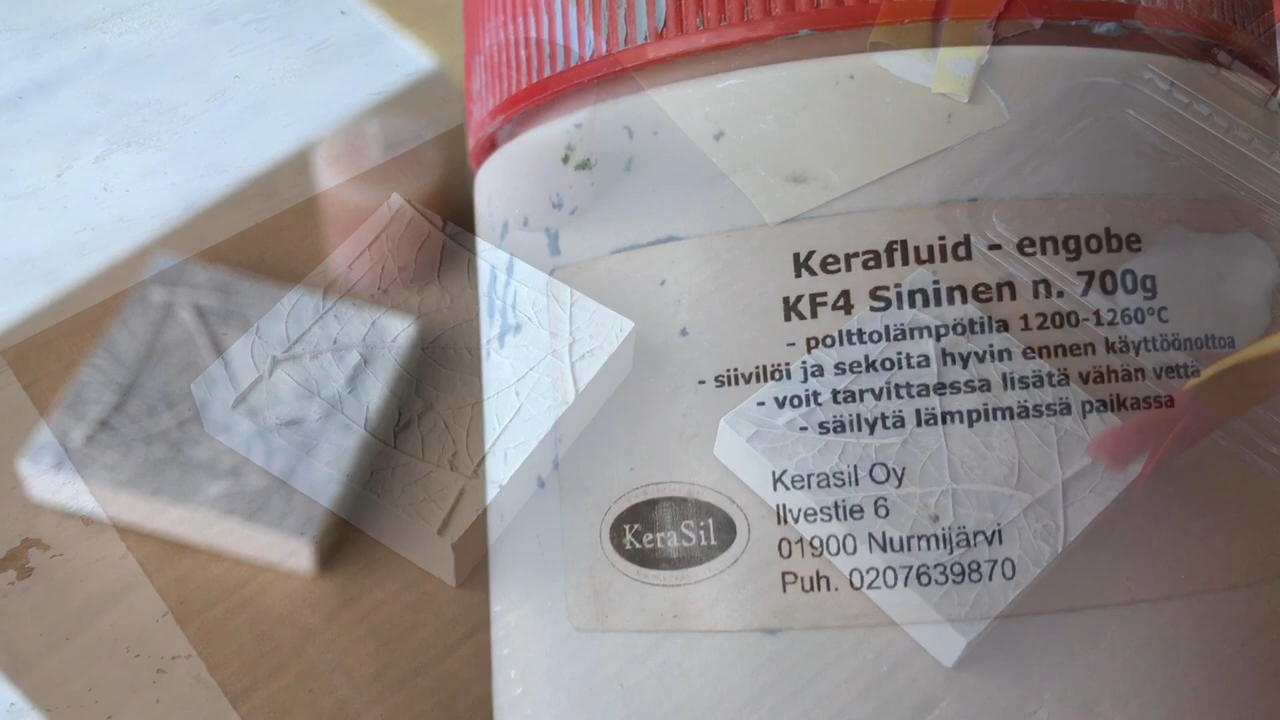 Kerafluid - engobe
KF4 Sininen n. 700g
- polttolämpötila 1200-1260°C
- siivilöi ja sekoita hyvin ennen käyttöönottoa
- voit tarvittaessa lisätä vähän vettä
- säilytä lämpimässä paikassa
Kerasil Oy
Ilvestie 6
01900 Nurmijärvi
Puh. 0207639870
KeraSil